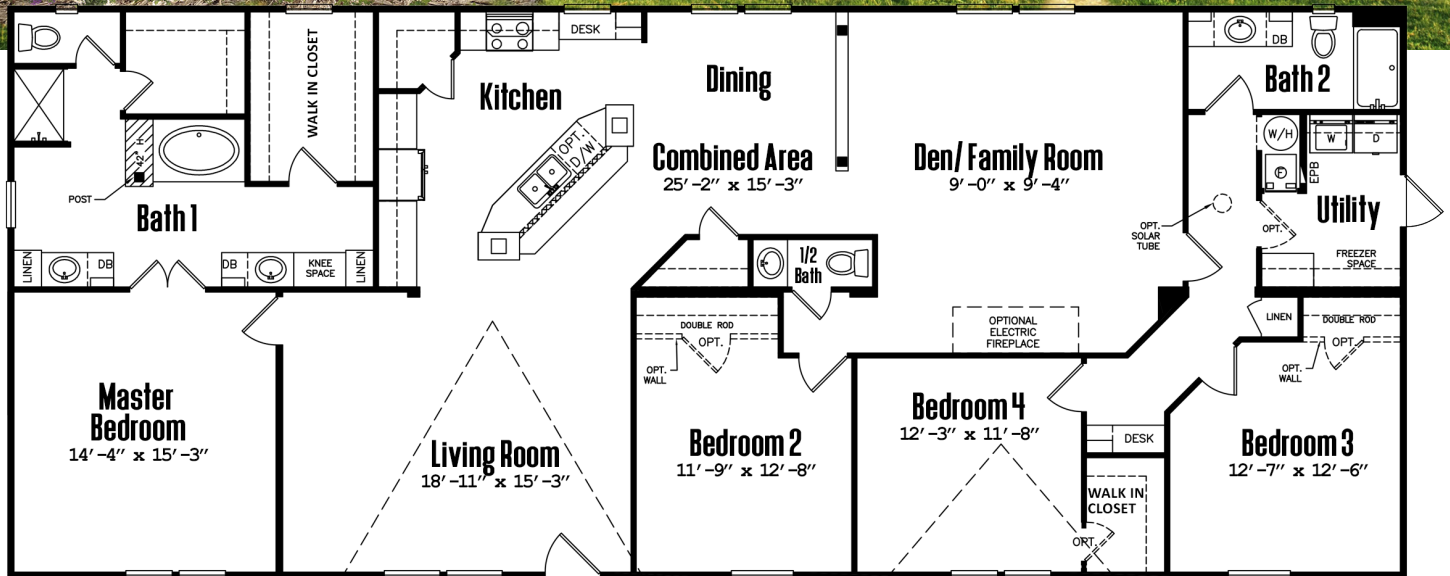 WALK IN CLOSET
DESK
DB
Kitchen
Dining
Bath 2
OPT.
D/W
W/H
F
W
D
EPB
42" H
POST
Combined Area
25'-2" x 15'-3"
Den/ Family Room
9'-0" x 9'-4"
Bath 1
Utility
OPT.
SOLAR
TUBE
OPT.
FREEZER
SPACE
LINEN
DB
DB
KNEE
SPACE
LINEN
1/2
Bath
OPTIONAL
ELECTRIC
FIREPLACE
LINEN
DOUBLE ROD
OPT.
OPT.
WALL
DOUBLE ROD
OPT.
OPT.
WALL
Master
Bedroom
14'-4" x 15'-3"
Living Room
18'-11" x 15'-3"
Bedroom 2
11'-9" x 12'-8"
Bedroom 4
12'-3" x 11'-8"
DESK
Bedroom 3
12'-7" x 12'-6"
WALK IN
CLOSET
OPT.